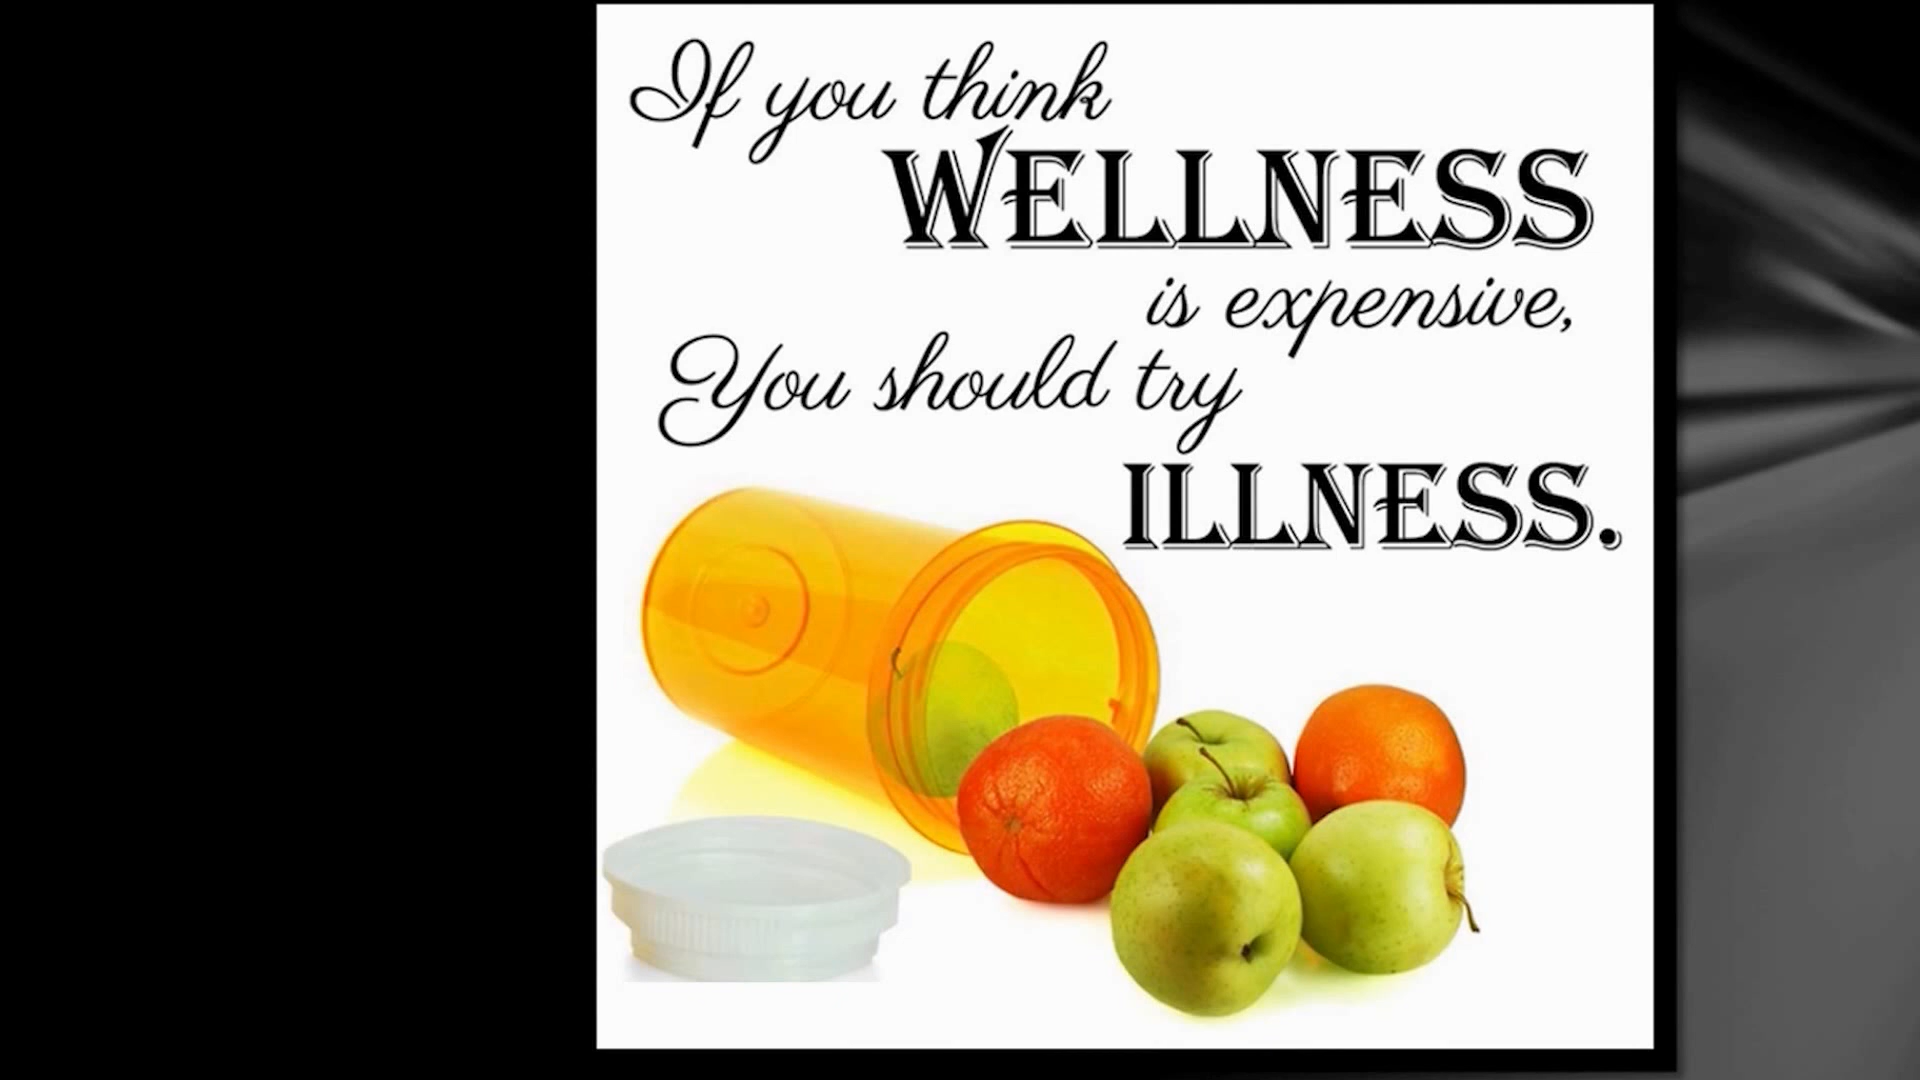 If you think
WELLNESS
is expensive,
You should try
ILLNESS.